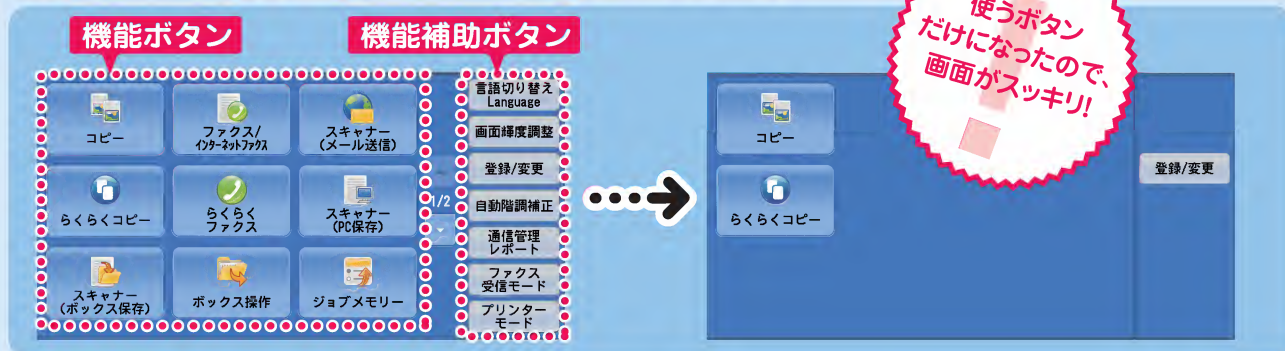 機能ボタン
機能補助ボタン
コピー
ファクス/
インターネットファクス
スキャナー
(メール送信)
らくらくコピー
らくらく
ファクス
スキャナー
(PC保存)
スキャナー
(ボックス保存)
ボックス操作
ジョブメモリー
1/2
言語切り替え
Language
画面輝度調整
登録/変更
自動階調補正
通信管理
レポート
ファクス
受信モード
プリンター
モード
使うボタン
だけになったので、
画面がスッキリ!
コピー
らくらくコピー
登録/変更